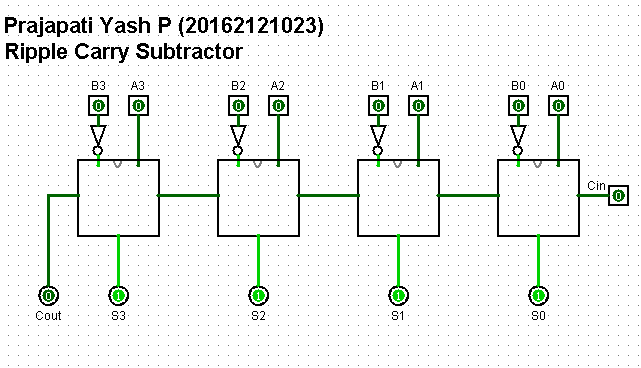 Prajapati Yash P (20162121023)
Ripple Carry Subtractor
B3 A3 B2 A2 B1 A1 B0 A0
0 0 0 0 0 0 0 0
Cin 0
0 1 1 1 1
Cout S3 S2 S1 S0